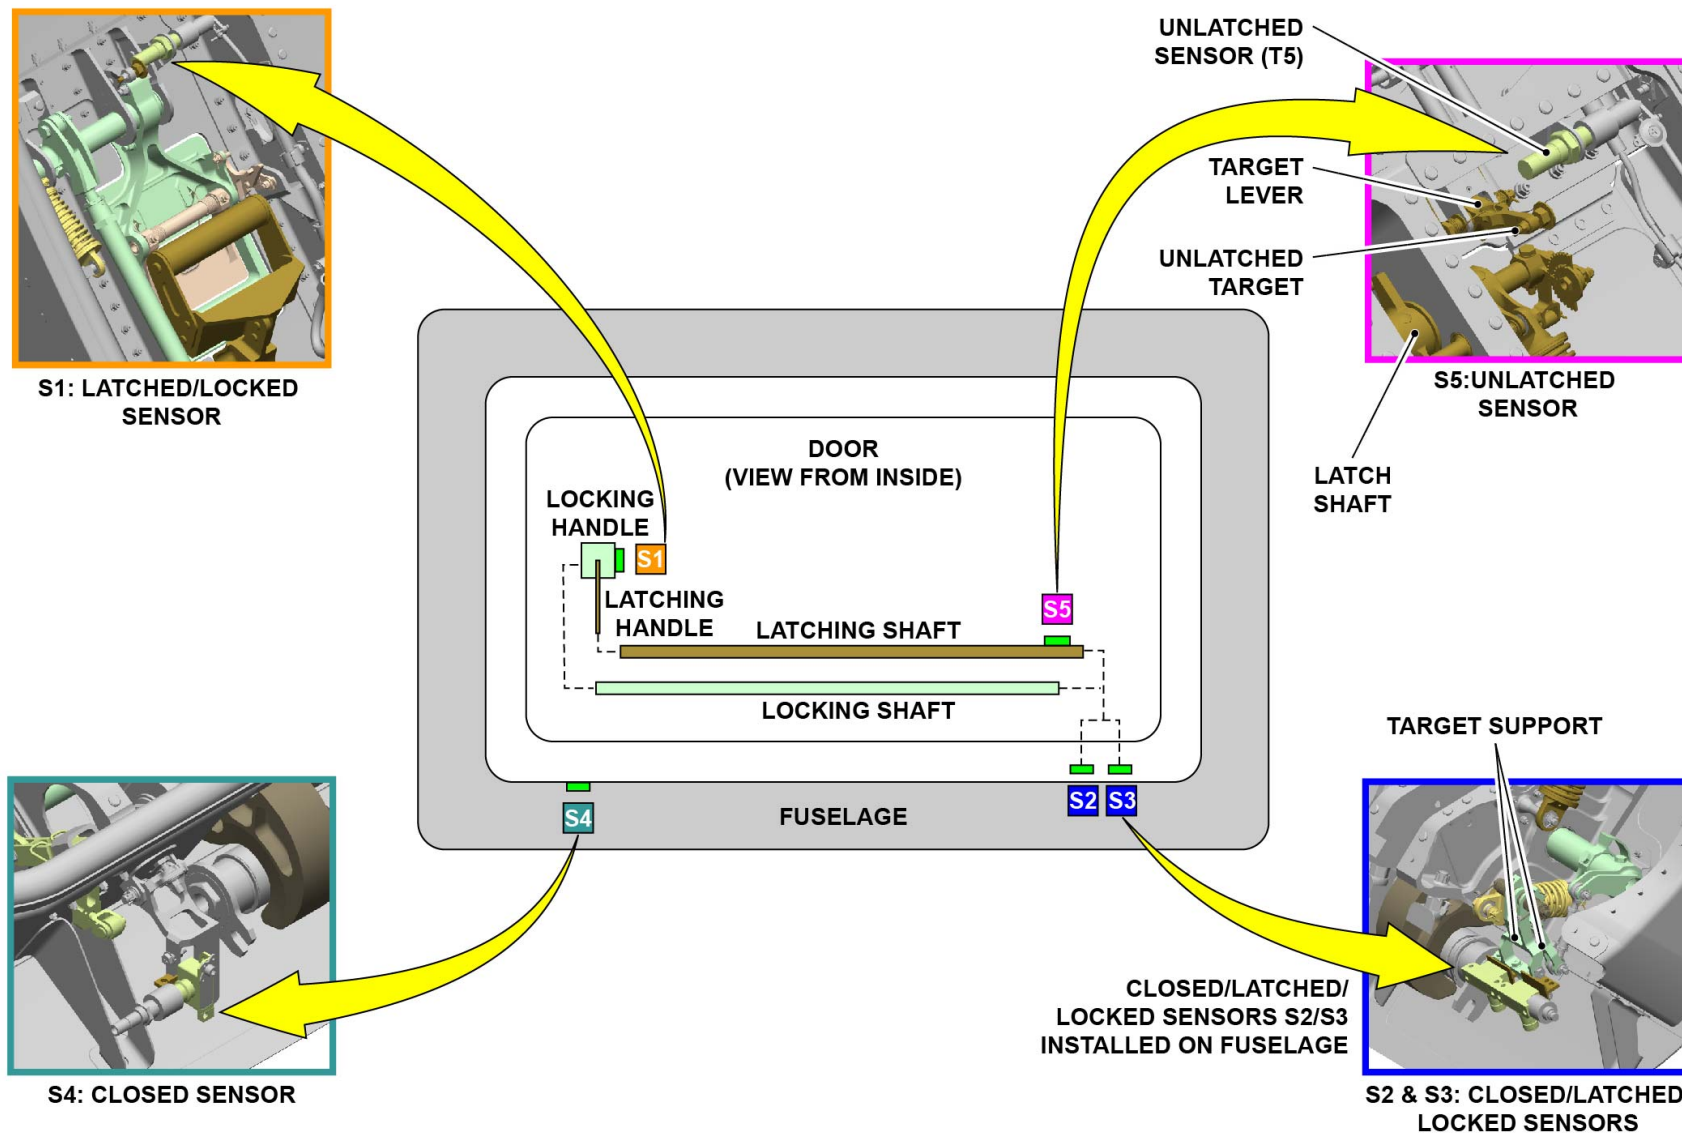 UNLATCHED
SENSOR (T5)
TARGET
LEVER
UNLATCHED
TARGET
S1: LATCHED/LOCKED
SENSOR
S5:UNLATCHED
SENSOR
LATCH
SHAFT
DOOR
(VIEW FROM INSIDE)
LOCKING
HANDLE
S1
LATCHING
HANDLE
S5
LATCHING SHAFT
LOCKING SHAFT
TARGET SUPPORT
S4
FUSELAGE
S2
S3
CLOSED/LATCHED/
LOCKED SENSORS S2/S3
INSTALLED ON FUSELAGE
S4: CLOSED SENSOR
S2 & S3: CLOSED/LATCHED
LOCKED SENSORS